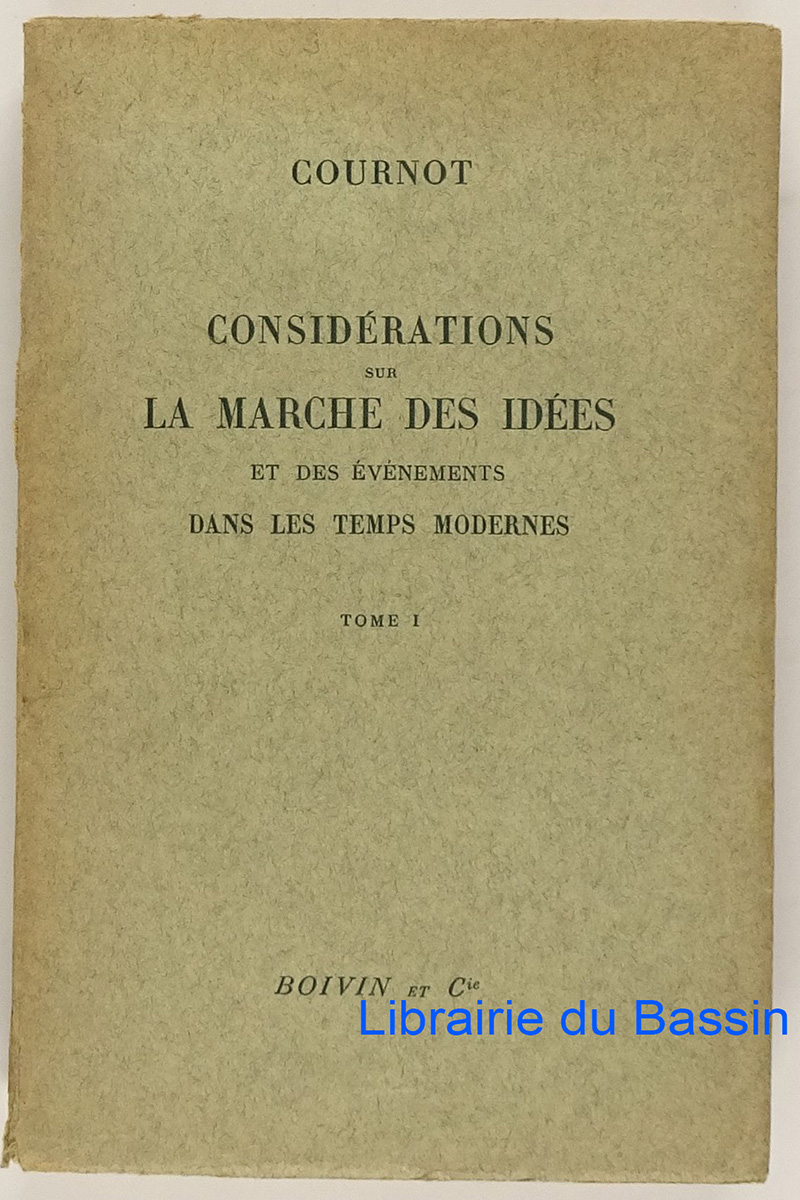 COURNOT
CONSIDÉRATIONS
SUR
LA MARCHE DES IDÉES
ET DES ÉVÉNEMENTS
DANS LES TEMPS MODERNES
TOME I
BOIVIN ET Cie
Librairie du Bassin